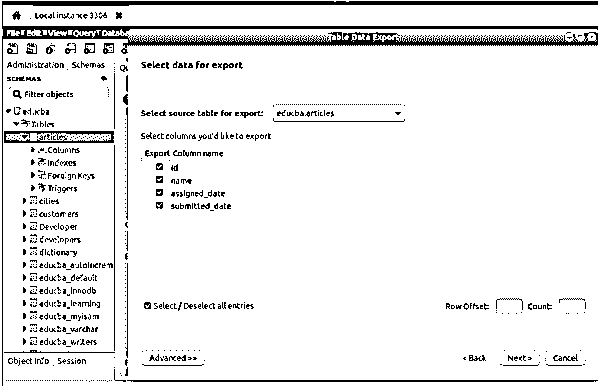 Local instance 3306
File Edit View Query Databa
Table Data Export
Administration Schemas
SCHEMAS
Filter objects
educba
Tables
articles
Columns
Indexes
Foreign Keys
Triggers
cities
customers
Developer
developers
dictionary
educba_autoincrem
educba_default
educba_innodb
educba_learning
educba_myisam
educba_varchar
educba_writers
Object Info Session
Select data for export
Select source table for export: educba.articles
Select columns you'd like to export
Export Column name
id
name
assigned_date
submitted_date
Select / Deselect all entries
Row Offset: Count:
Advanced >> < Back Next > Cancel